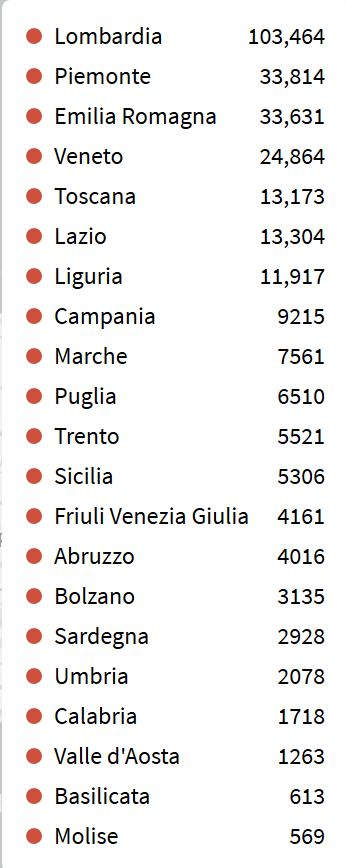 Lombardia 103,464
Piemonte 33,814
Emilia Romagna 33,631
Veneto 24,864
Toscana 13,173
Lazio 13,304
Liguria 11,917
Campania 9215
Marche 7561
Puglia 6510
Trento 5521
Sicilia 5306
Friuli Venezia Giulia 4161
Abruzzo 4016
Bolzano 3135
Sardegna 2928
Umbria 2078
Calabria 1718
Valle d'Aosta 1263
Basilicata 613
Molise 569